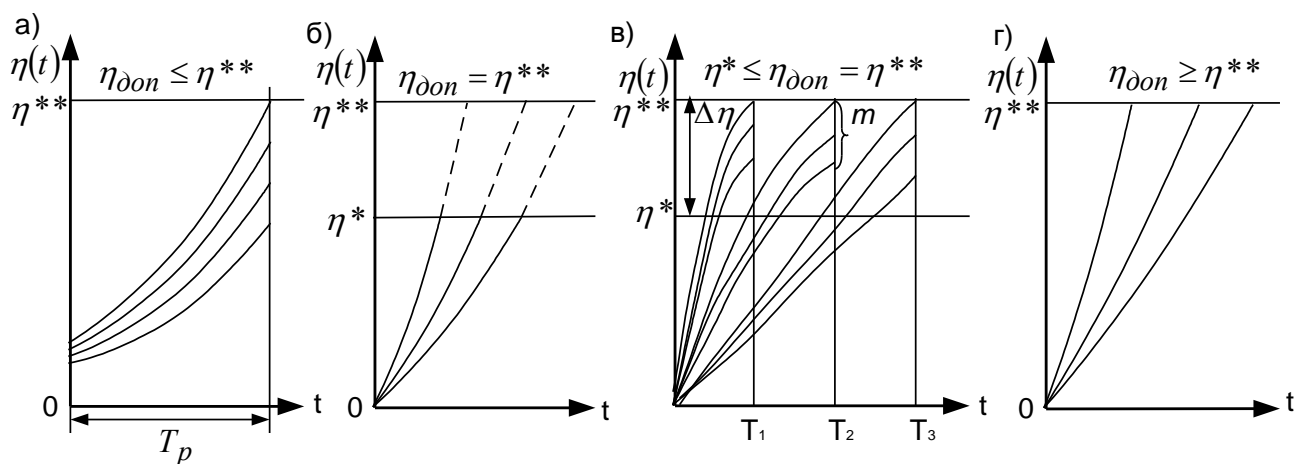 а)
η(t)
η_доп ≤ η**
η**
0
t
T_p
б)
η(t)
η_доп = η**
η**
η*
0
t
в)
η(t)
η* ≤ η_доп = η**
η**
Δη
m
η*
t
T₁
T₂
T₃
г)
η(t)
η_доп ≥ η**
η**
0
t